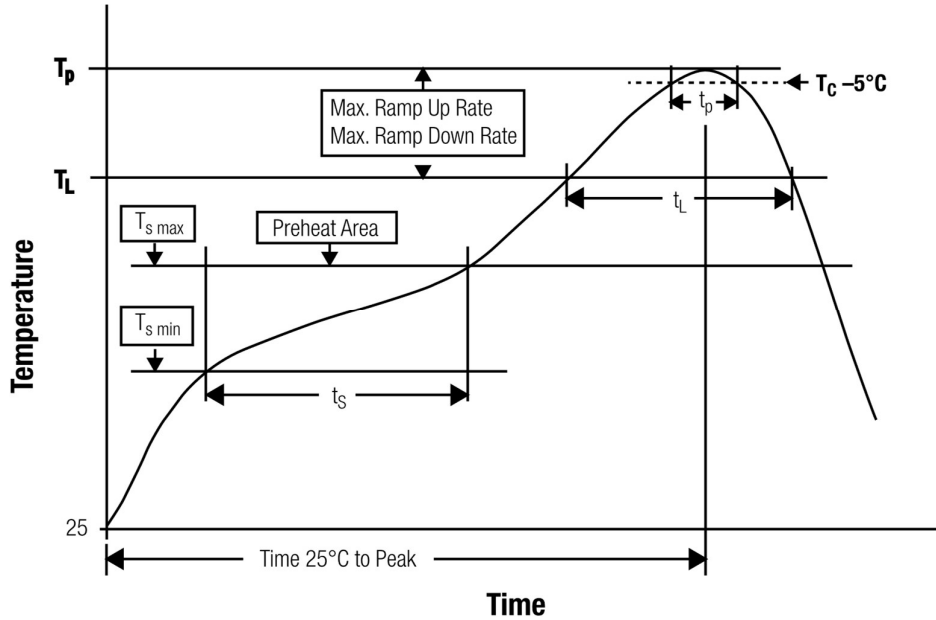 Tp
TC –5°C
Max. Ramp Up Rate
Max. Ramp Down Rate
tp
TL
tL
Ts max
Preheat Area
Ts min
tS
Temperature
25
Time 25°C to Peak
Time